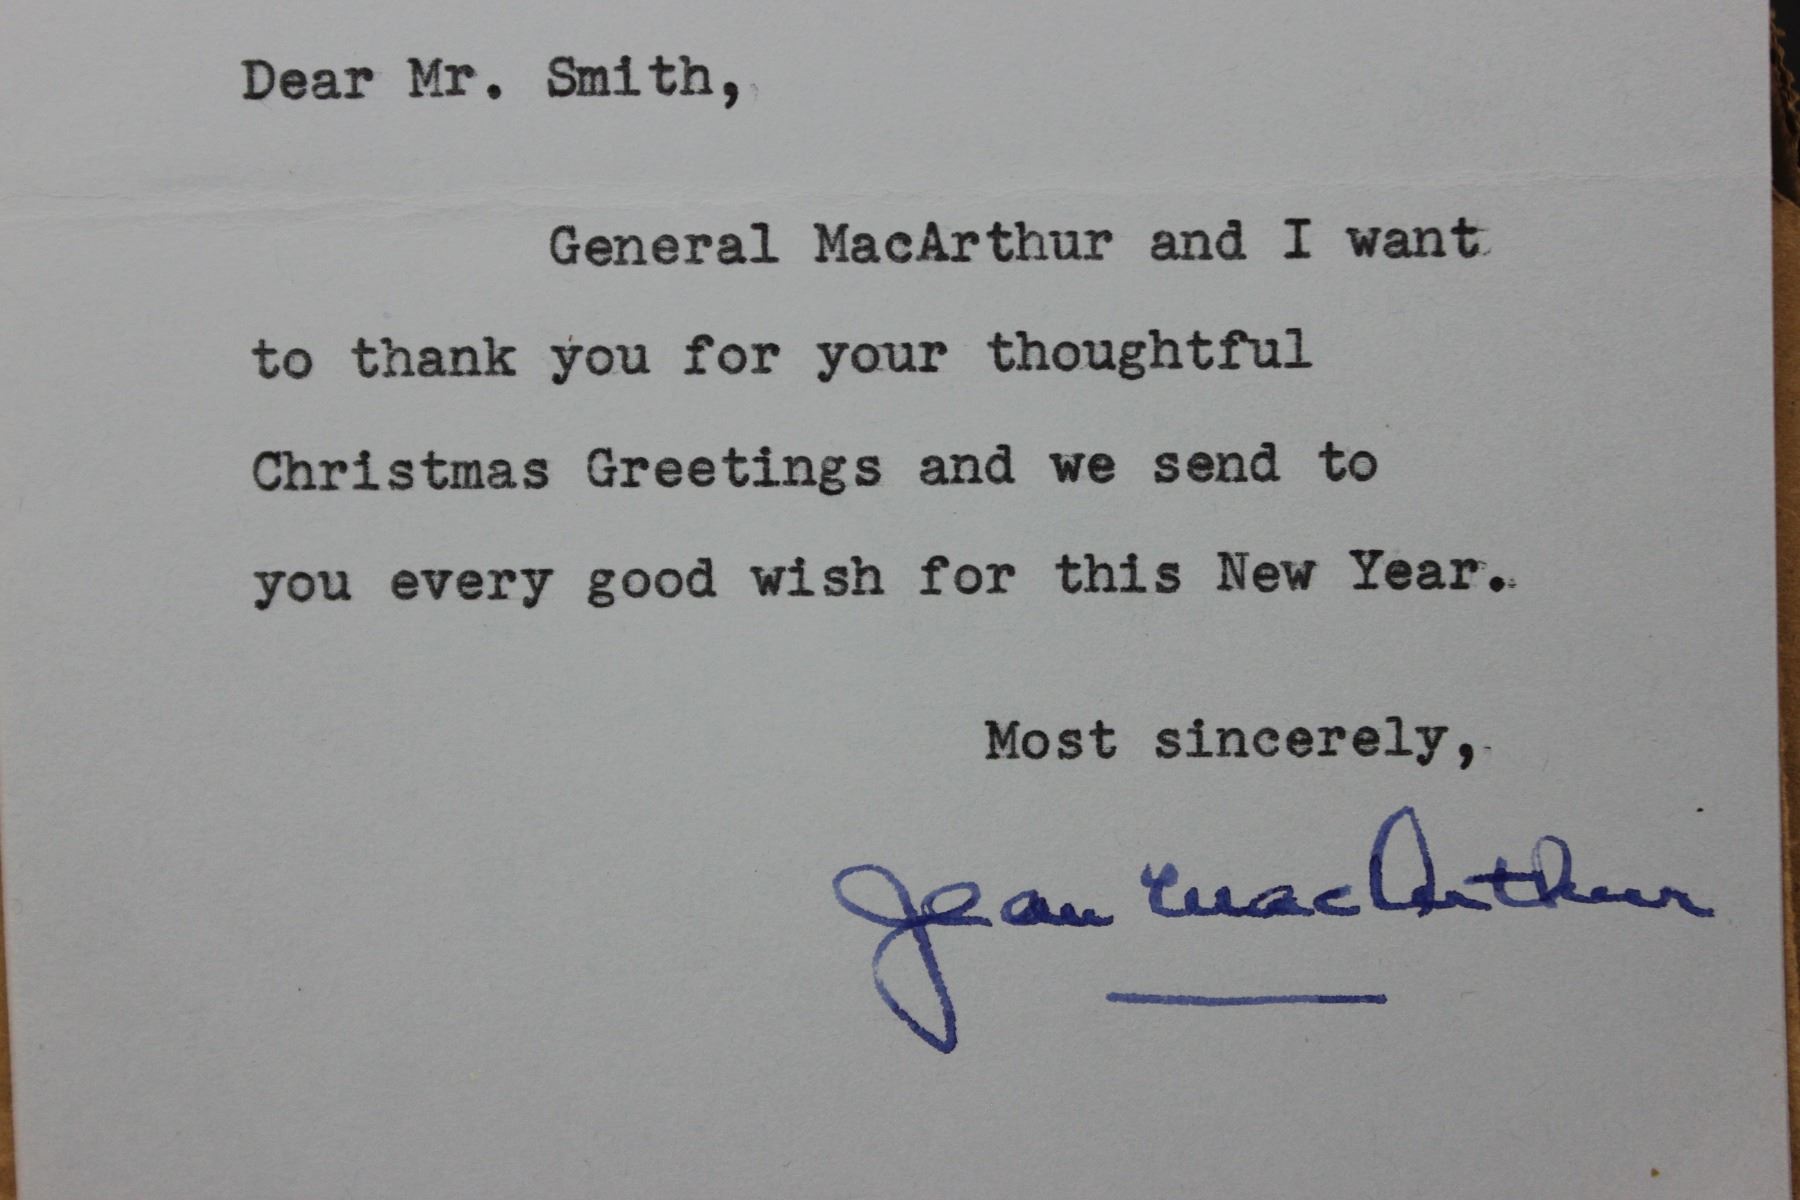 Dear Mr. Smith,
General MacArthur and I want
to thank you for your thoughtful
Christmas Greetings and we send to
you every good wish for this New Year.
Most sincerely,
Jean MacArthur